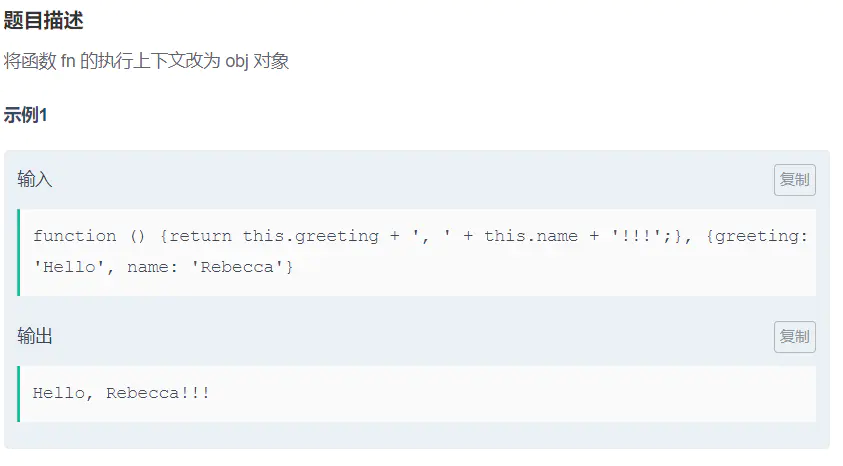 题目描述
将函数 fn 的执行上下文改为 obj 对象
示例1
输入
复制
function () {return this.greeting + ', ' + this.name + '!!!';}, {greeting:
'Hello', name: 'Rebecca'}
输出
复制
Hello, Rebecca!!!